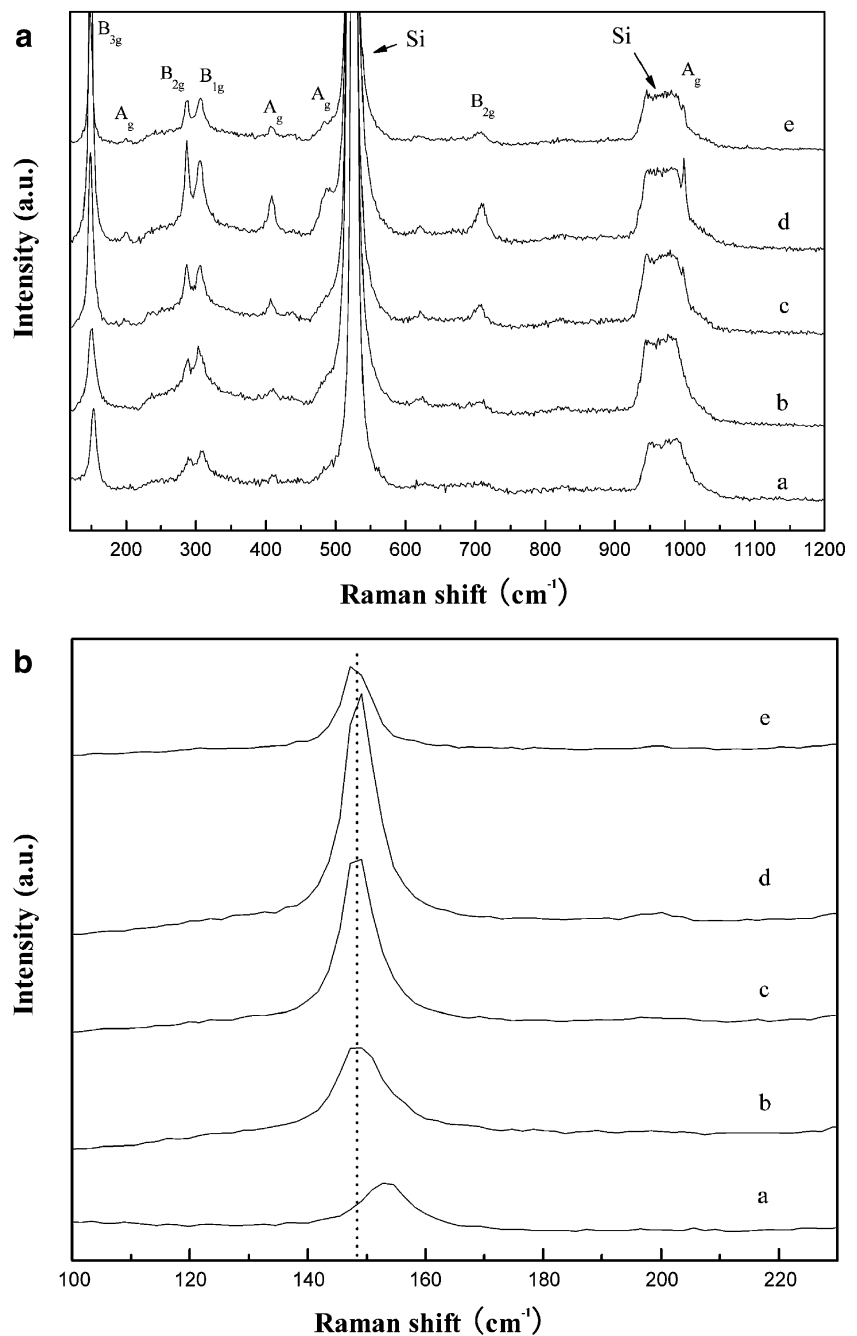 a
B3g
Ag
B2g
B1g
Ag
Ag
Si
B2g
Si
Ag
e
d
c
b
a
Intensity (a.u.)
200 300 400 500 600 700 800 900 1000 1100 1200
Raman shift (cm-1)
b
e
d
c
b
a
Intensity (a.u.)
100 120 140 160 180 200 220
Raman shift (cm-1)